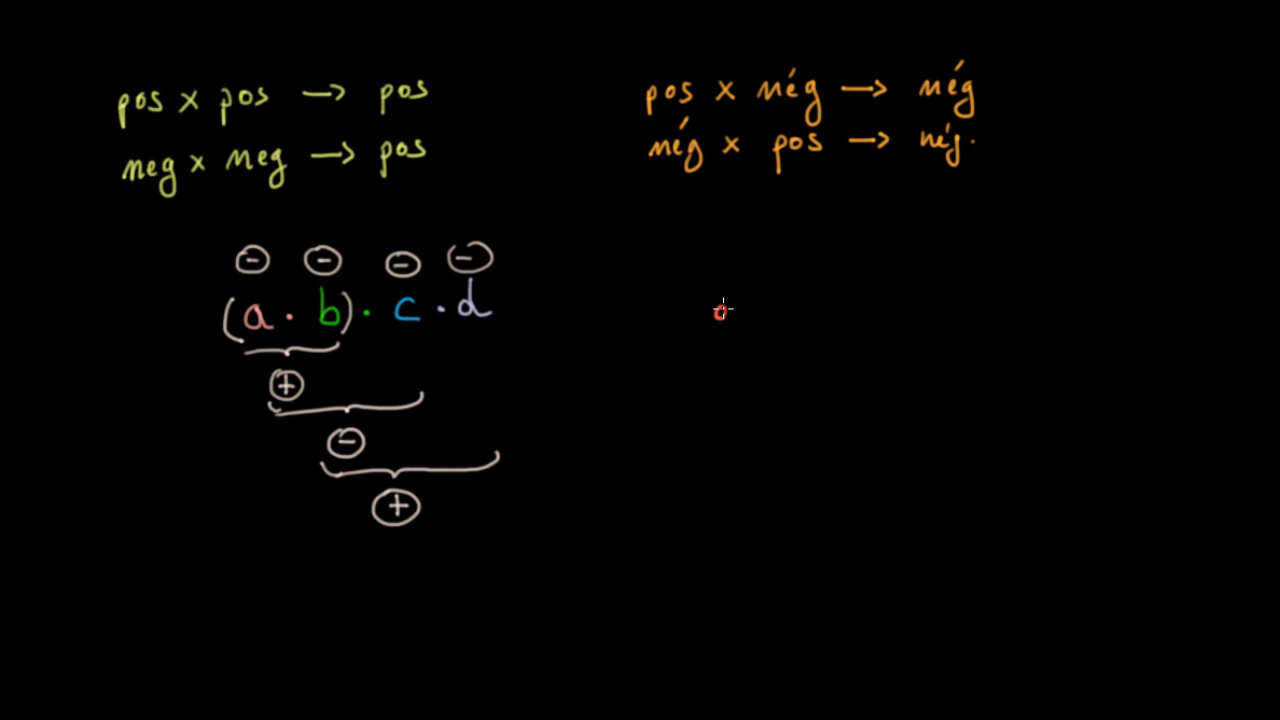 pos x pos → pos
neg x neg → pos
pos x nég → nég
nég x pos → nég.
⊖ ⊖ ⊖ ⊖
(a · b) · c · d
⊕
⊖
⊕